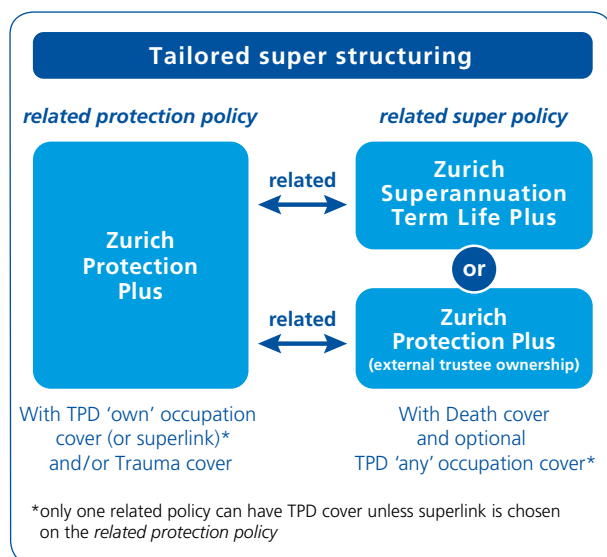 Tailored super structuring
related protection policy
related super policy
Zurich
Protection
Plus
related
related
Zurich
Superannuation
Term Life Plus
or
Zurich
Protection Plus
(external trustee ownership)
With TPD ‘own’ occupation
cover (or superlink)*
and/or Trauma cover
With Death cover
and optional
TPD ‘any’ occupation cover*
*only one related policy can have TPD cover unless superlink is chosen
on the related protection policy